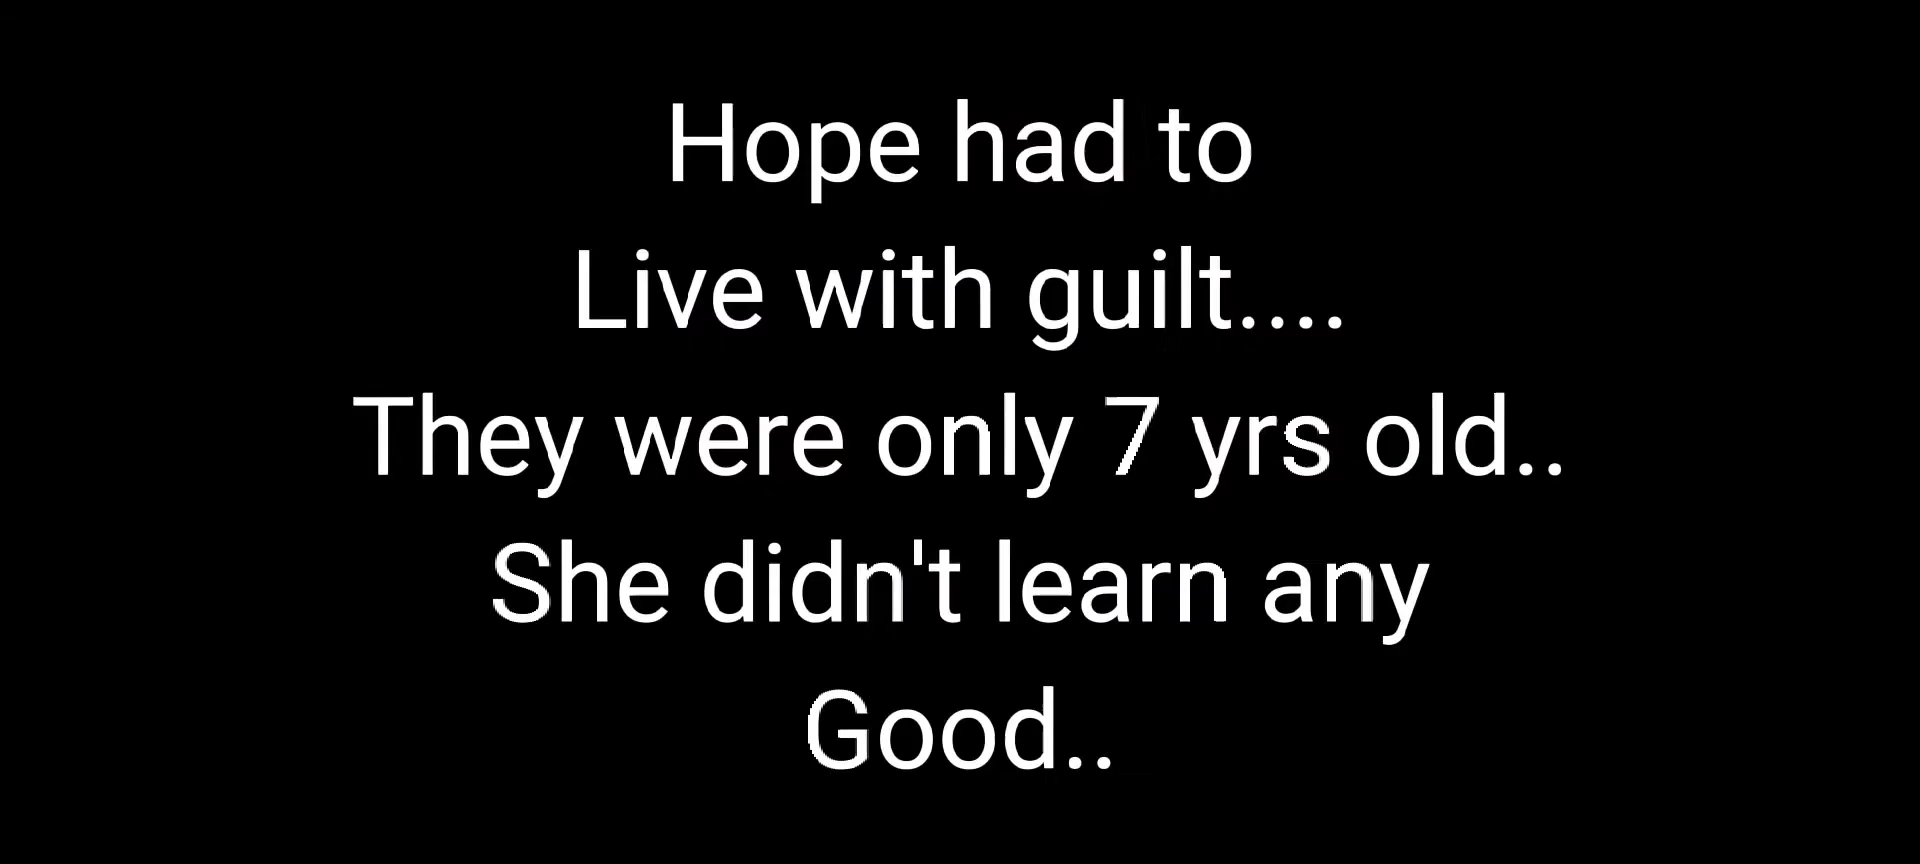 Hope had to
Live with guilt....
They were only 7 yrs old..
She didn't learn any
Good..